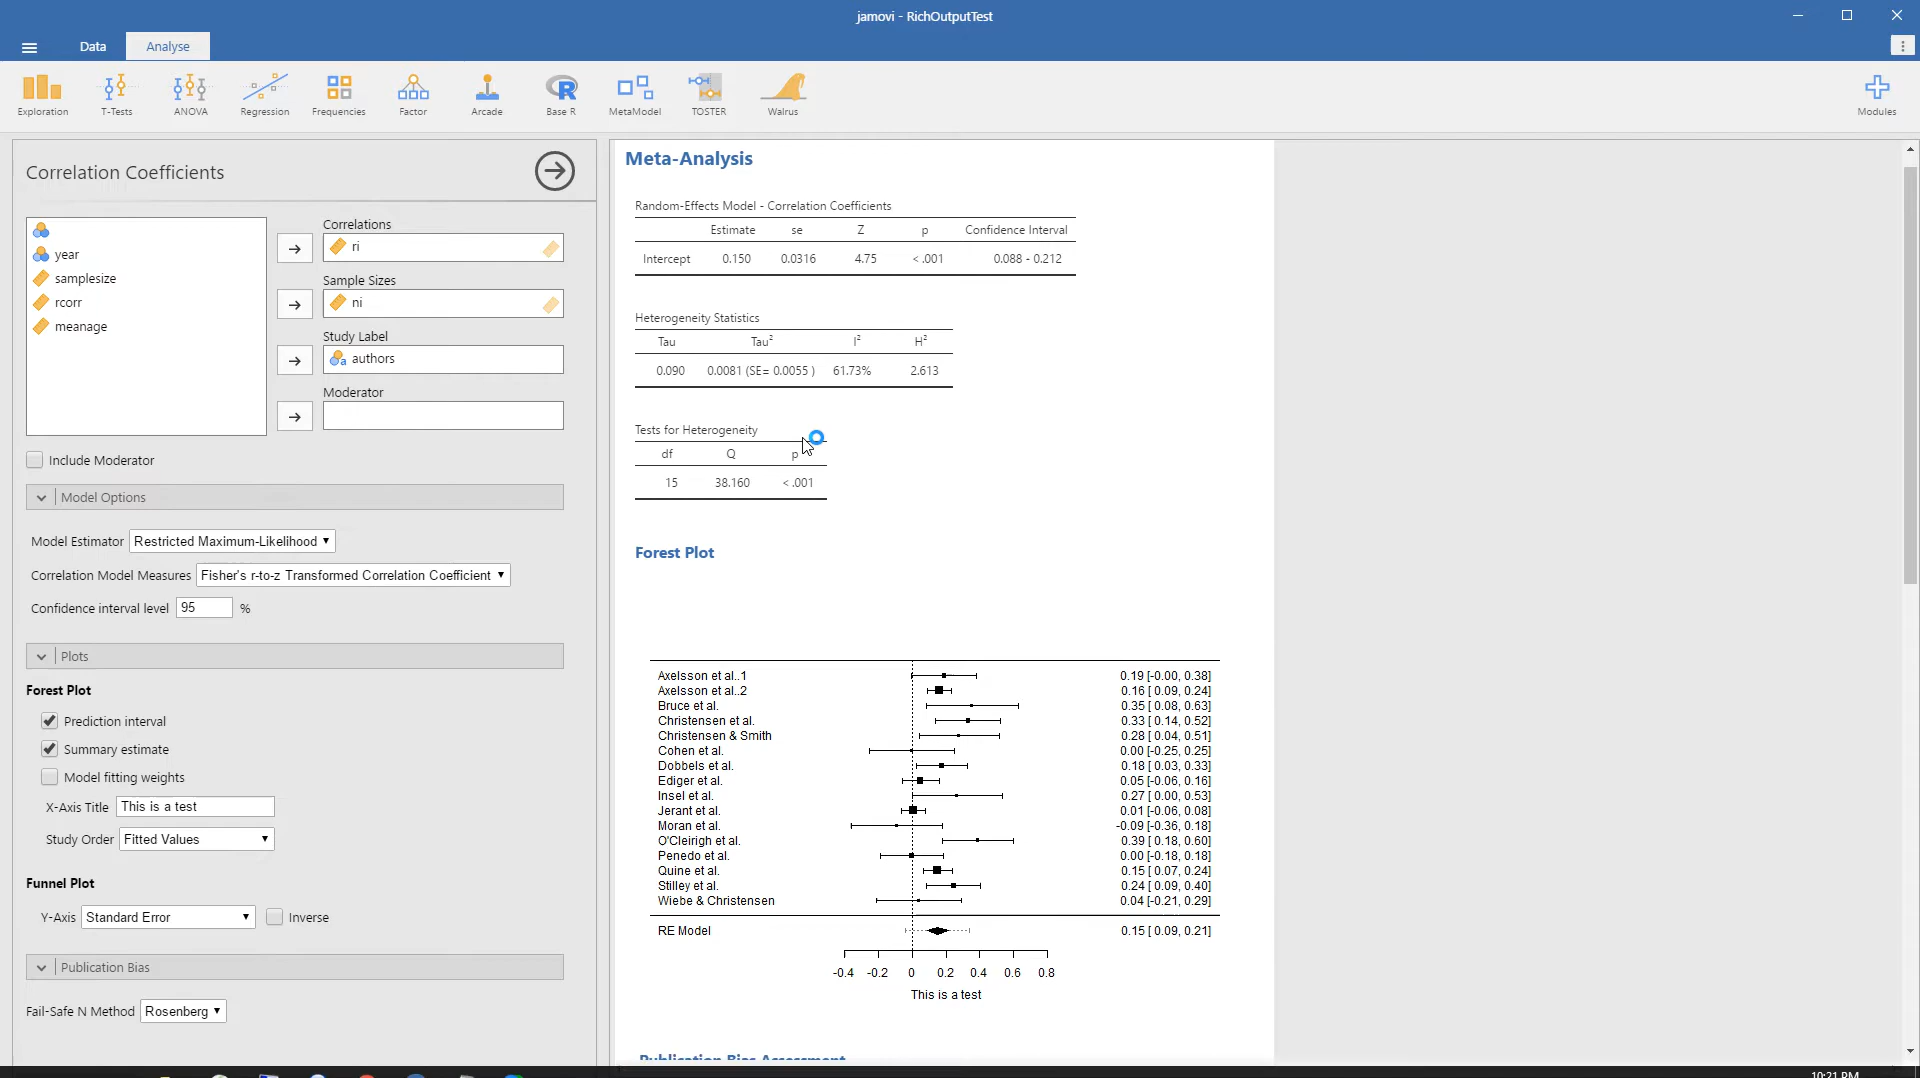 jamovi - RichOutputTest
Data
Analyse
Exploration
T-Tests
ANOVA
Regression
Frequencies
Factor
Arcade
Base R
MetaModel
TOSTER
Walrus
Modules
Correlation Coefficients
year
samplesize
rcorr
meanage
Correlations
ri
Sample Sizes
ni
Study Label
a authors
Moderator
Include Moderator
Model Options
Model Estimator Restricted Maximum-Likelihood
Correlation Model Measures Fisher's r-to-z Transformed Correlation Coefficient
Confidence interval level 95 %
Plots
Forest Plot
Prediction interval
Summary estimate
Model fitting weights
X-Axis Title This is a test
Study Order Fitted Values
Funnel Plot
Y-Axis Standard Error Inverse
Publication Bias
Fail-Safe N Method Rosenberg
Meta-Analysis
Random-Effects Model - Correlation Coefficients
Estimate se Z p Confidence Interval
Intercept 0.150 0.0316 4.75 < .001 0.088 - 0.212
Heterogeneity Statistics
Tau Tau² I² H²
0.090 0.0081 (SE= 0.0055 ) 61.73% 2.613
Tests for Heterogeneity
df Q p
15 38.160 < .001
Forest Plot
Axelsson et al..1 0.19 [-0.00, 0.38]
Axelsson et al..2 0.16 [ 0.09, 0.24]
Bruce et al. 0.35 [ 0.08, 0.63]
Christensen et al. 0.33 [ 0.14, 0.52]
Christensen & Smith 0.28 [ 0.04, 0.51]
Cohen et al. 0.00 [-0.25, 0.25]
Dobbels et al. 0.18 [ 0.03, 0.33]
Ediger et al. 0.05 [-0.06, 0.16]
Insel et al. 0.27 [ 0.00, 0.53]
Jerant et al. 0.01 [-0.06, 0.08]
Moran et al. -0.09 [-0.36, 0.18]
O'Cleirigh et al. 0.39 [ 0.18, 0.60]
Penedo et al. 0.00 [-0.18, 0.18]
Quine et al. 0.15 [ 0.07, 0.24]
Stilley et al. 0.24 [ 0.09, 0.40]
Wiebe & Christensen 0.04 [-0.21, 0.29]
RE Model 0.15 [ 0.09, 0.21]
-0.4 -0.2 0 0.2 0.4 0.6 0.8
This is a test
Publication Bias Assessment
10:21 PM